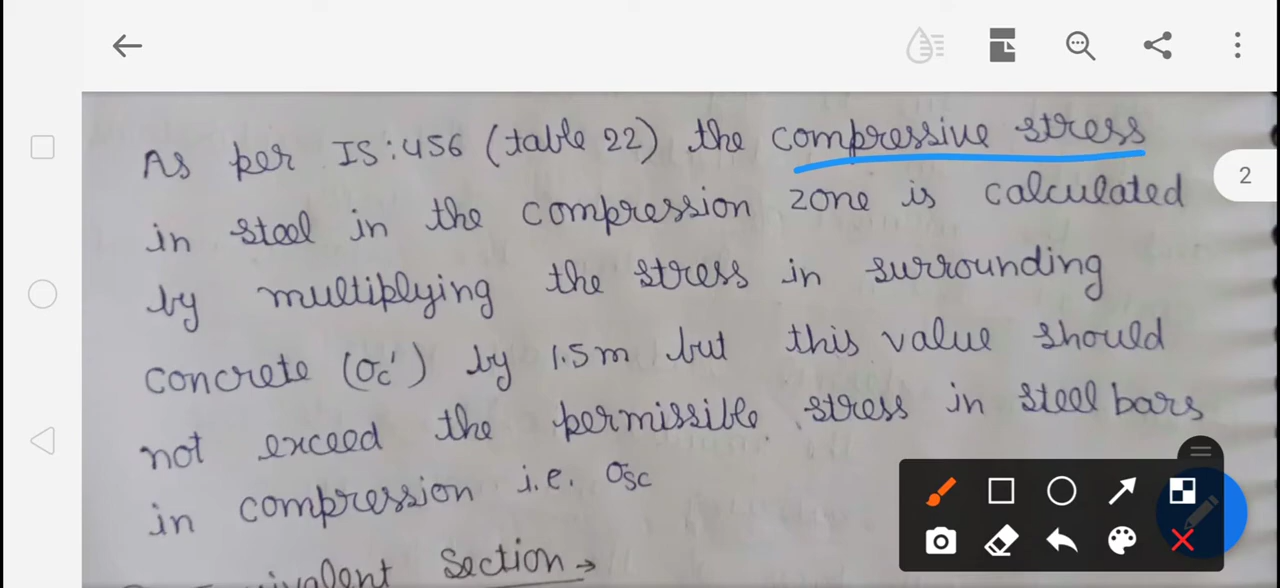 2
As per IS:456 (table 22) the compressive stress
in steel in the compression zone is calculated
by multiplying the stress in surrounding
concrete (σc') by 1.5m but this value should
not exceed the permissible stress in steel bars
in compression i.e. σsc
Section →